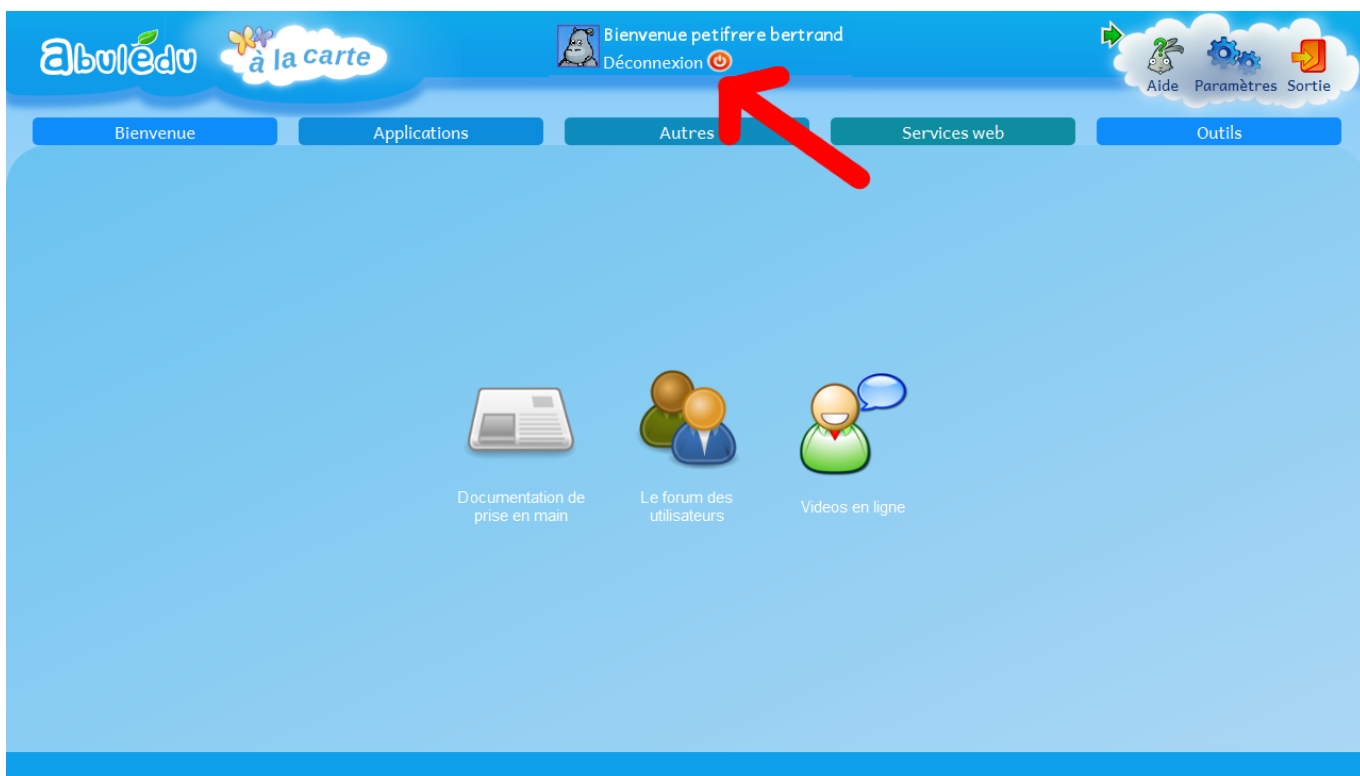 abulédu
à la carte
Bienvenue petifrere bertrand
Déconnexion
Aide Paramètres Sortie
Bienvenue
Applications
Autres
Services web
Outils
Documentation de
prise en main
Le forum des
utilisateurs
Videos en ligne